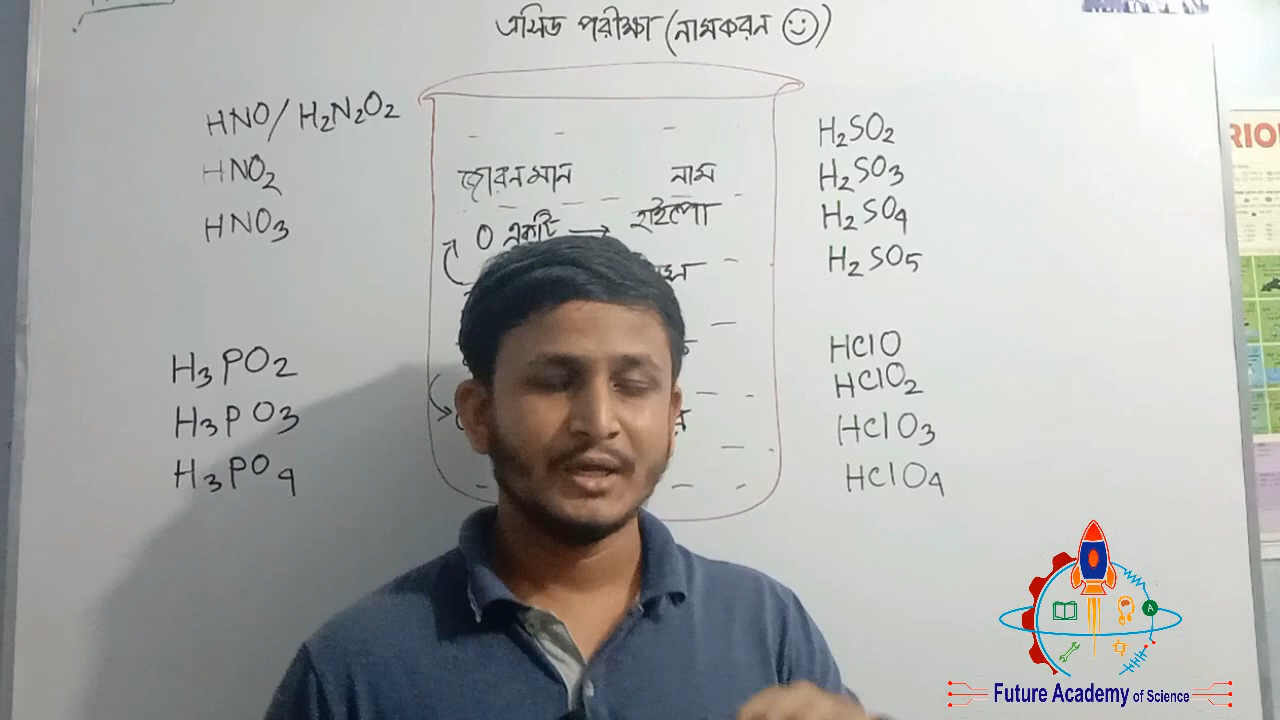 এসিড পরীক্ষা (নামকরন ☺)
HNO/ H₂N₂O₂
HNO₂
HNO₃
H₃PO₂
H₃PO₃
H₃PO₄
জারনমান নাম
O একটি → হাইপো
H₂SO₂
H₂SO₃
H₂SO₄
H₂SO₅
HClO
HClO₂
HClO₃
HClO₄
RIO
Future Academy of Science